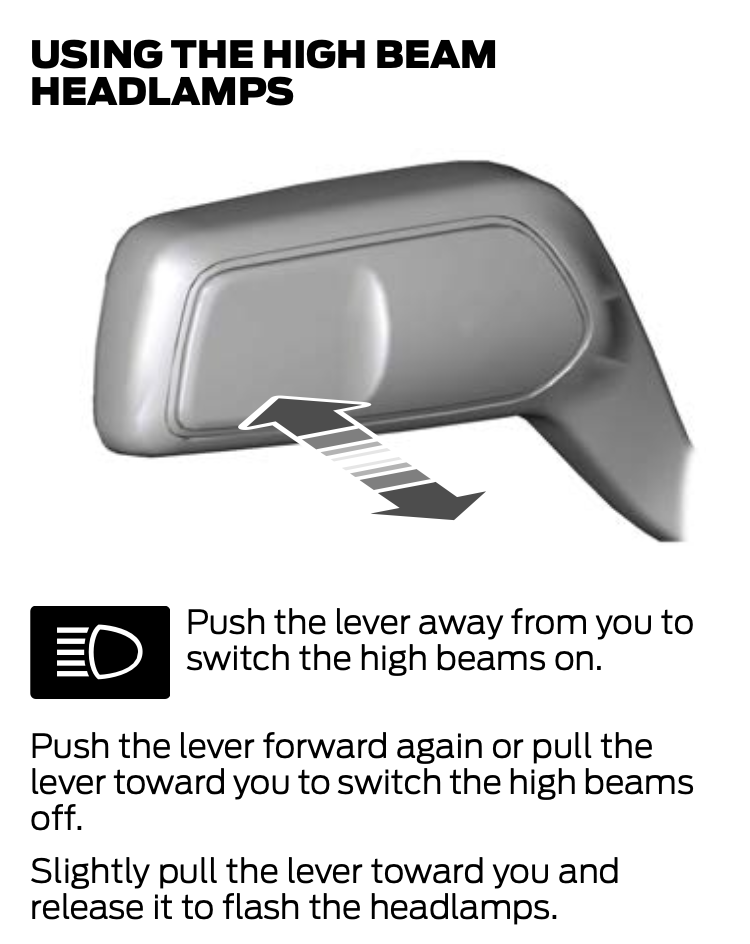 USING THE HIGH BEAM
HEADLAMPS
Push the lever away from you to
switch the high beams on.
Push the lever forward again or pull the
lever toward you to switch the high beams
off.
Slightly pull the lever toward you and
release it to flash the headlamps.